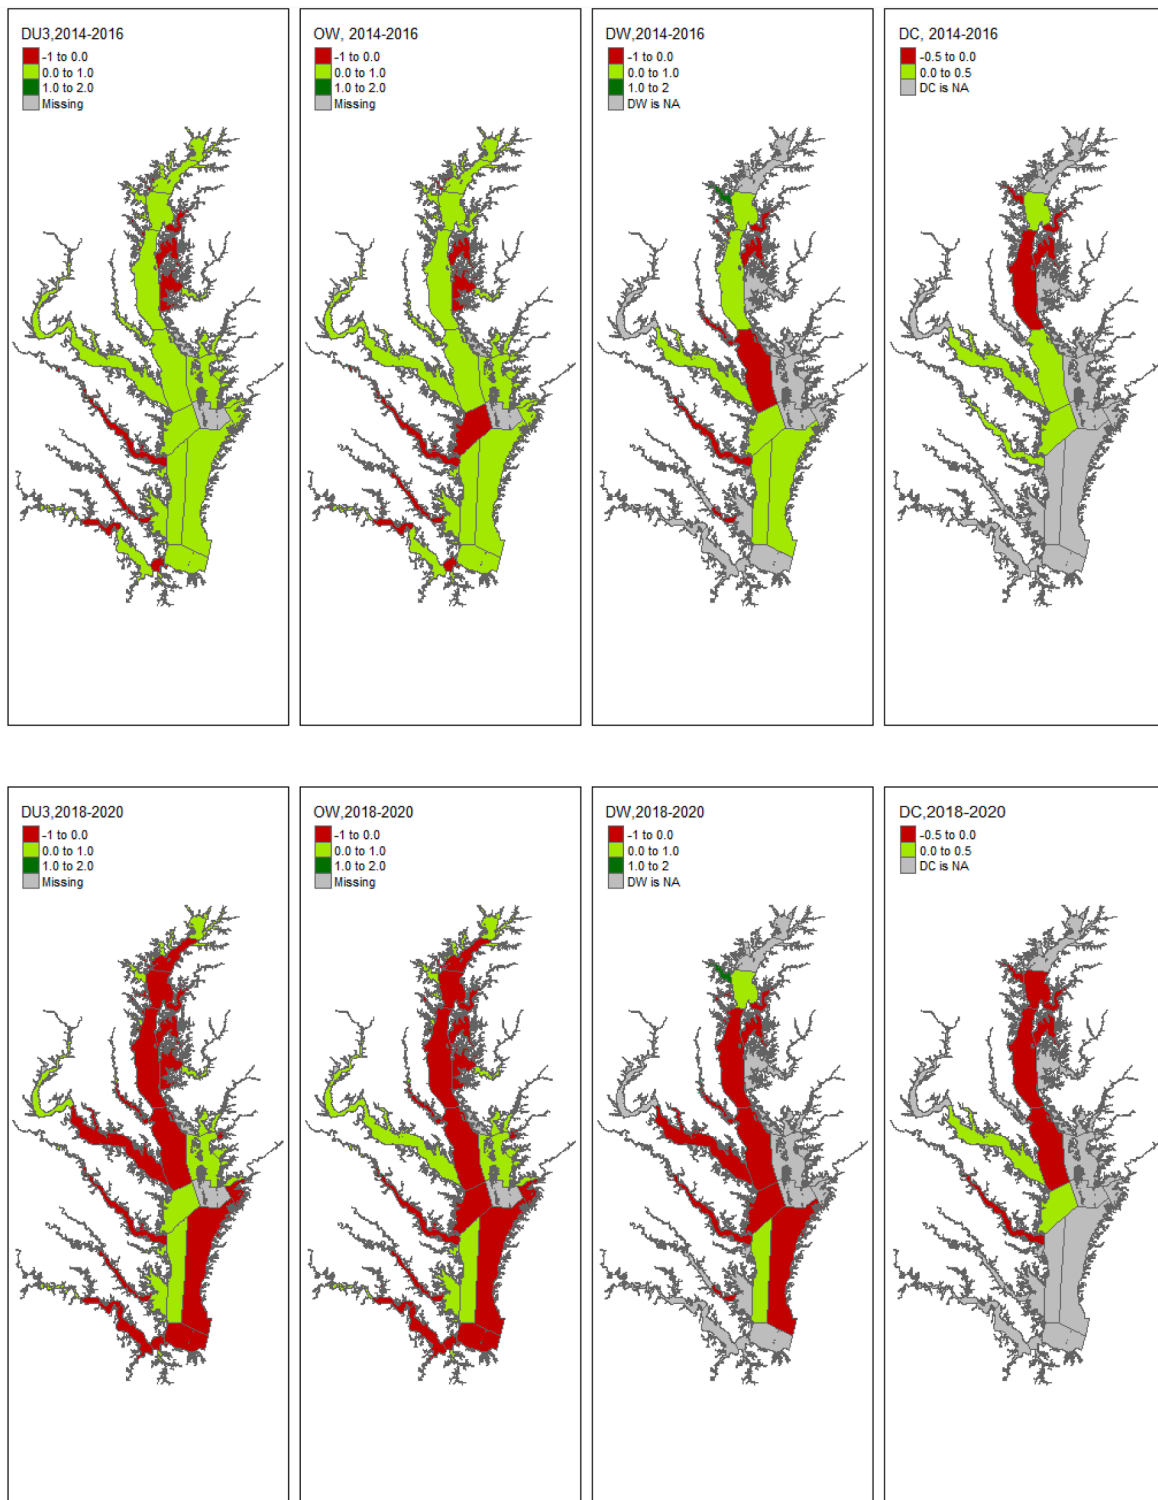 DU3,2014-2016
-1 to 0.0
0.0 to 1.0
1.0 to 2.0
Missing
OW, 2014-2016
-1 to 0.0
0.0 to 1.0
1.0 to 2.0
Missing
DW,2014-2016
-1 to 0.0
0.0 to 1.0
1.0 to 2
DW is NA
DC, 2014-2016
-0.5 to 0.0
0.0 to 0.5
DC is NA
DU3,2018-2020
-1 to 0.0
0.0 to 1.0
1.0 to 2.0
Missing
OW,2018-2020
-1 to 0.0
0.0 to 1.0
1.0 to 2.0
Missing
DW,2018-2020
-1 to 0.0
0.0 to 1.0
1.0 to 2
DW is NA
DC,2018-2020
-0.5 to 0.0
0.0 to 0.5
DC is NA